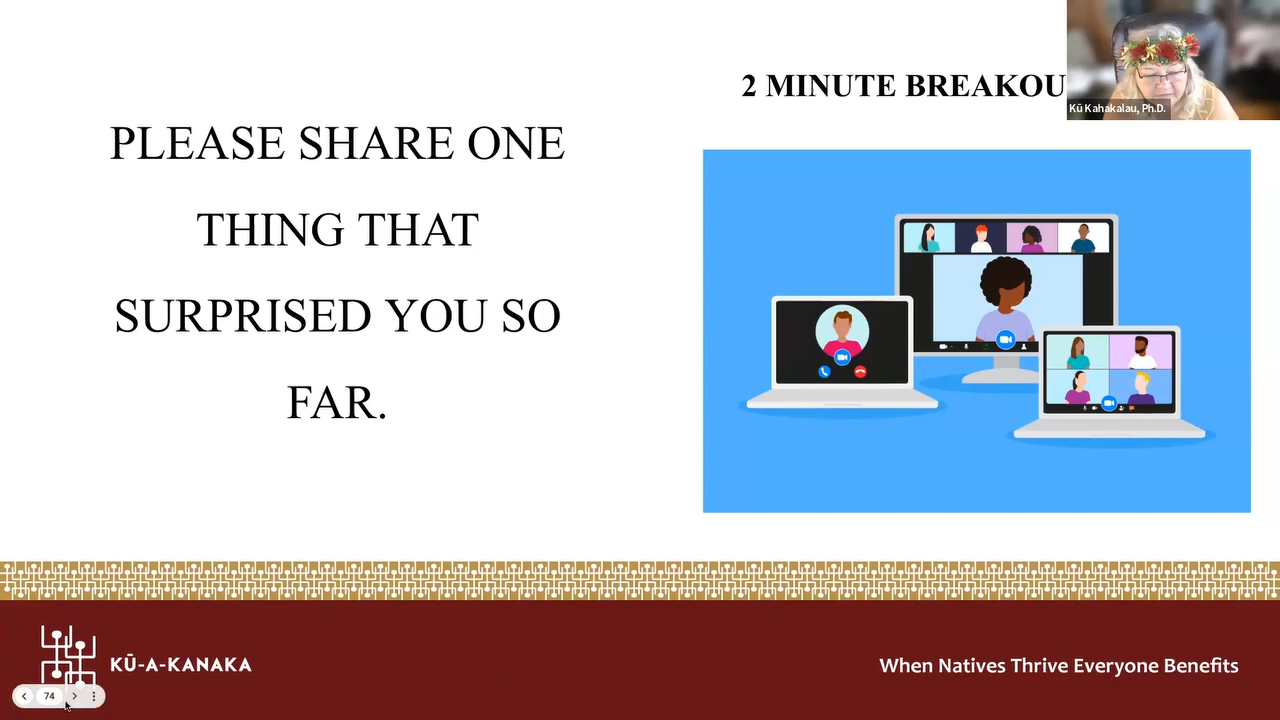 PLEASE SHARE ONE
THING THAT
SURPRISED YOU SO
FAR.
2 MINUTE BREAKOU
Kū Kahakalau, Ph.D.
KŪ-A-KANAKA
When Natives Thrive Everyone Benefits
74